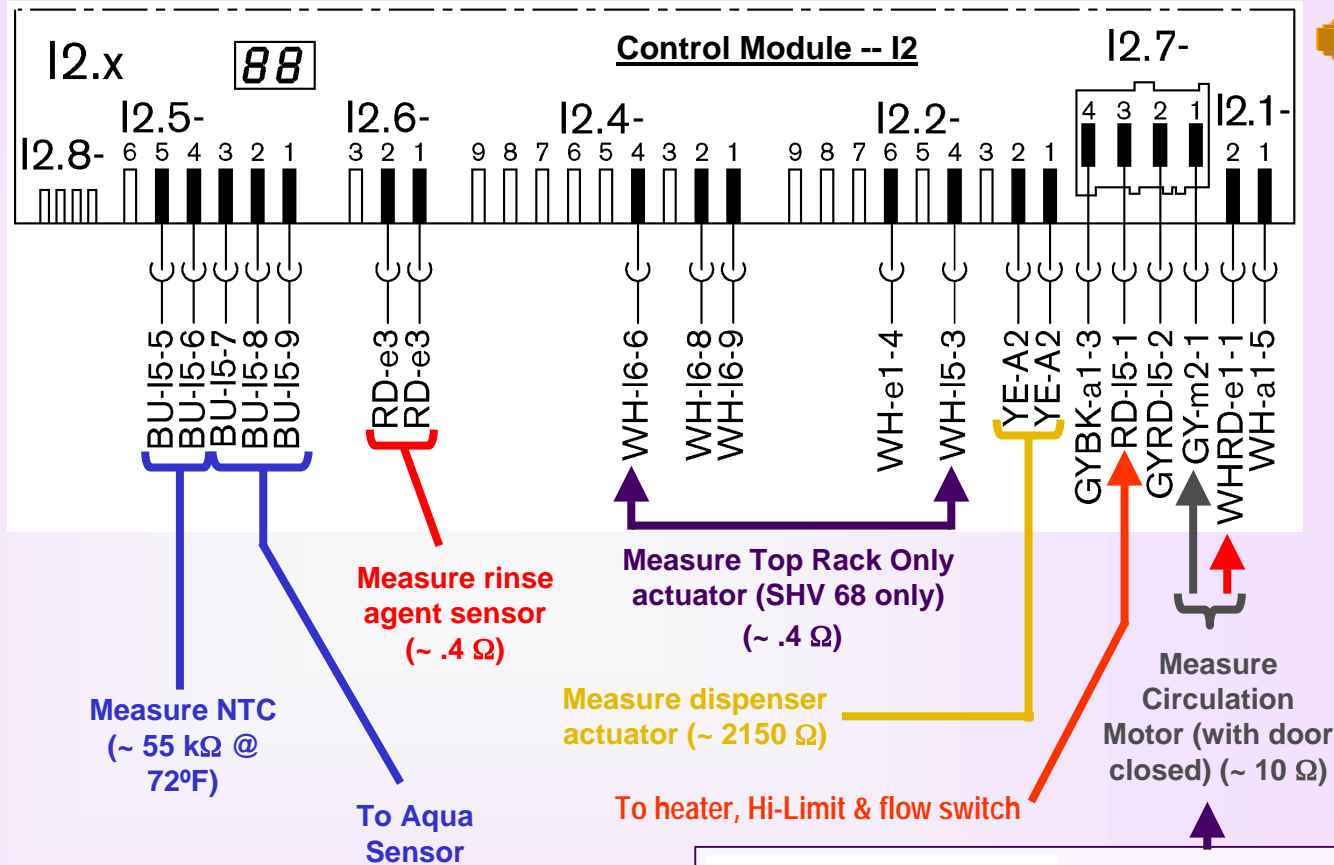 Control Module -- I2
I2.x
88
I2.7-
I2.8-
I2.5-
I2.6-
I2.4-
I2.2-
I2.1-
6 5 4 3 2 1
3 2 1
9 8 7 6 5 4 3 2 1
9 8 7 6 5 4 3 2 1
4 3 2 1
2 1
BU-I5-5
BU-I5-6
BU-I5-7
BU-I5-8
BU-I5-9
RD-e3
RD-e3
WH-I6-6
WH-I6-8
WH-I6-9
WH-e1-4
WH-I5-3
YE-A2
YE-A2
GYBK-a1-3
RD-I5-1
GYRD-I5-2
GY-m2-1
WHRD-e1-1
WH-a1-5
Measure NTC
(~ 55 kΩ @
72ºF)
To Aqua
Sensor
Measure rinse
agent sensor
(~ .4 Ω)
Measure Top Rack Only
actuator (SHV 68 only)
(~ .4 Ω)
Measure dispenser
actuator (~ 2150 Ω)
To heater, Hi-Limit & flow switch
Measure
Circulation
Motor (with door
closed) (~ 10 Ω)